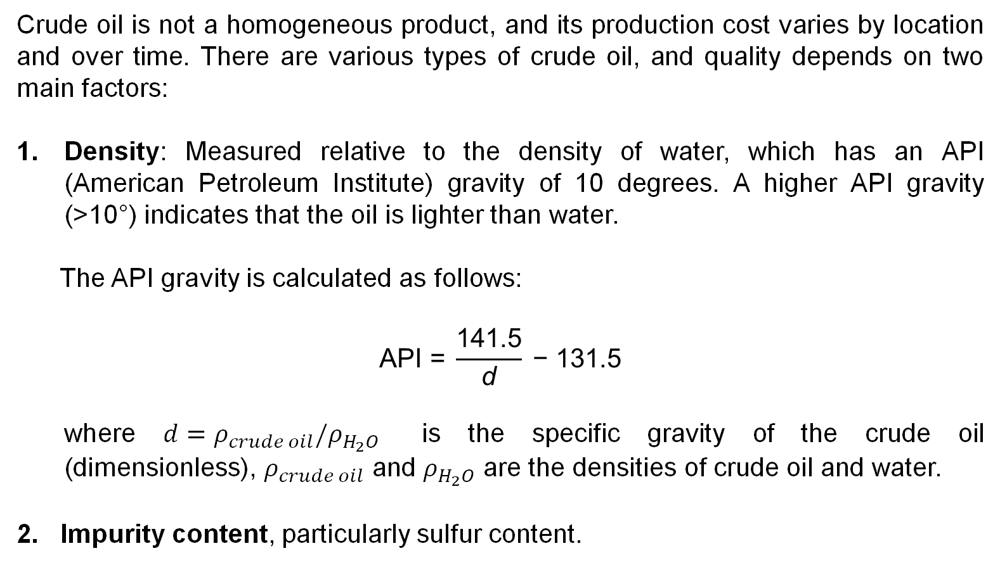 Crude oil is not a homogeneous product, and its production cost varies by location
and over time. There are various types of crude oil, and quality depends on two
main factors:
1. Density: Measured relative to the density of water, which has an API
(American Petroleum Institute) gravity of 10 degrees. A higher API gravity
(>10°) indicates that the oil is lighter than water.
The API gravity is calculated as follows:
API = 141.5 / d − 131.5
where d = ρcrude oil/ρH₂O is the specific gravity of the crude oil
(dimensionless), ρcrude oil and ρH₂O are the densities of crude oil and water.
2. Impurity content, particularly sulfur content.